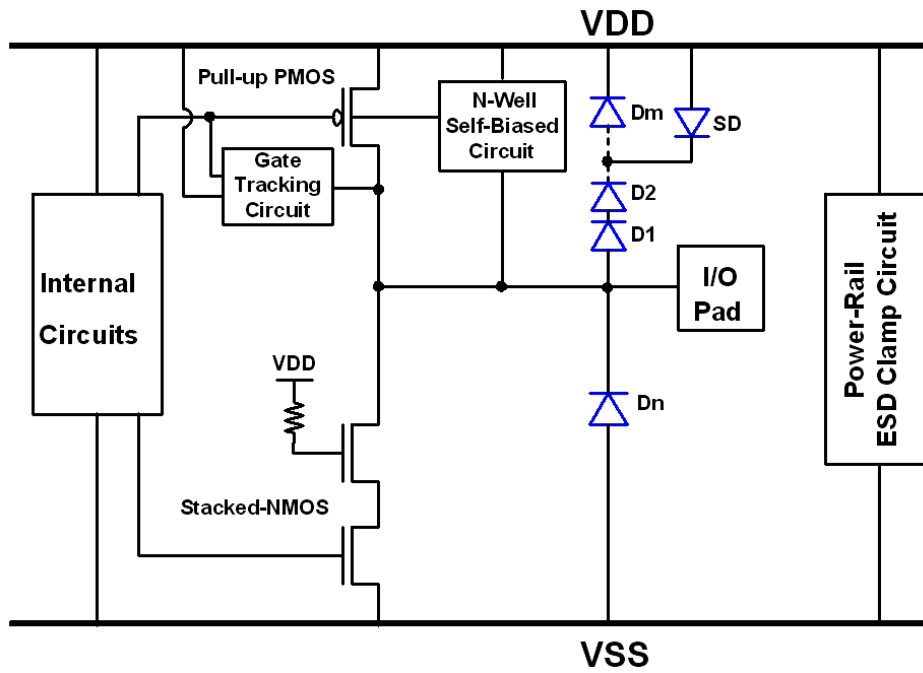 VDD
Pull-up PMOS
N-Well
Self-Biased
Circuit
Dm
SD
Gate
Tracking
Circuit
D2
D1
Internal
Circuits
I/O
Pad
Power-Rail
ESD Clamp Circuit
VDD
Dn
Stacked-NMOS
VSS